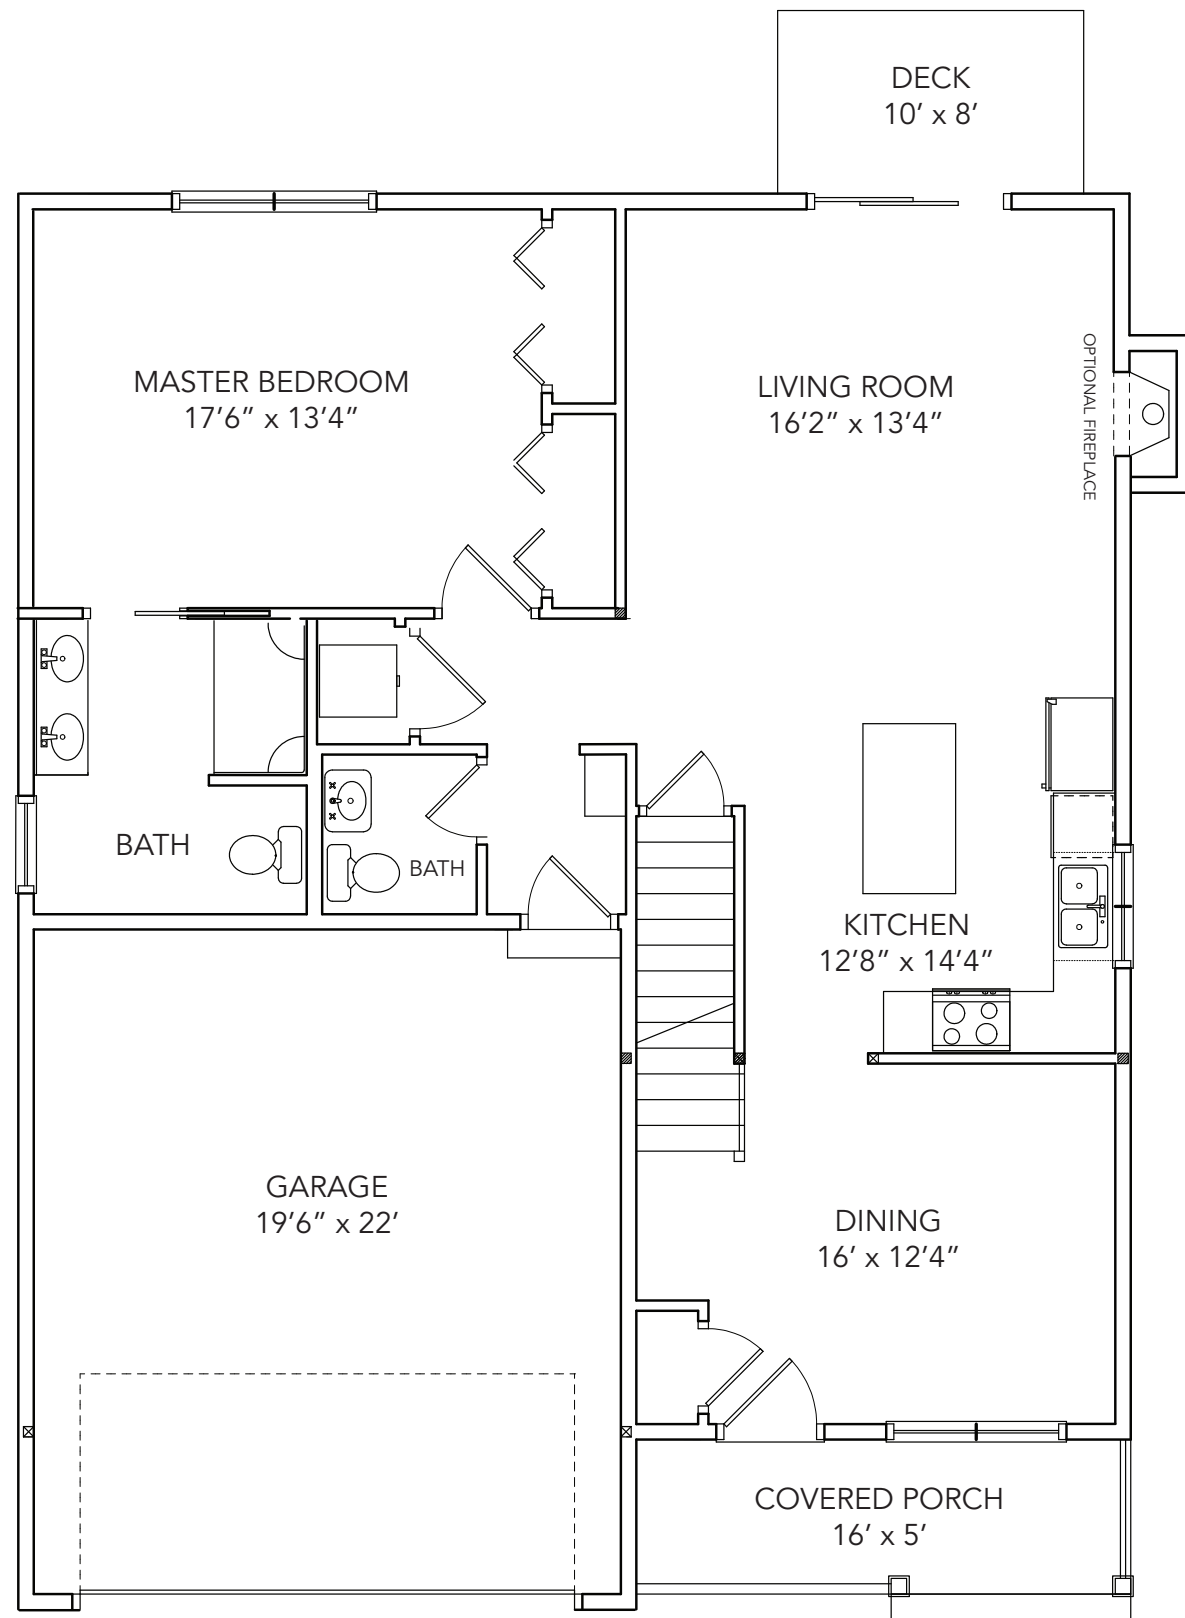 DECK
10’ x 8’
MASTER BEDROOM
17’6” x 13’4”
LIVING ROOM
16’2” x 13’4”
OPTIONAL FIREPLACE
BATH
BATH
KITCHEN
12’8” x 14’4”
GARAGE
19’6” x 22’
DINING
16’ x 12’4”
COVERED PORCH
16’ x 5’